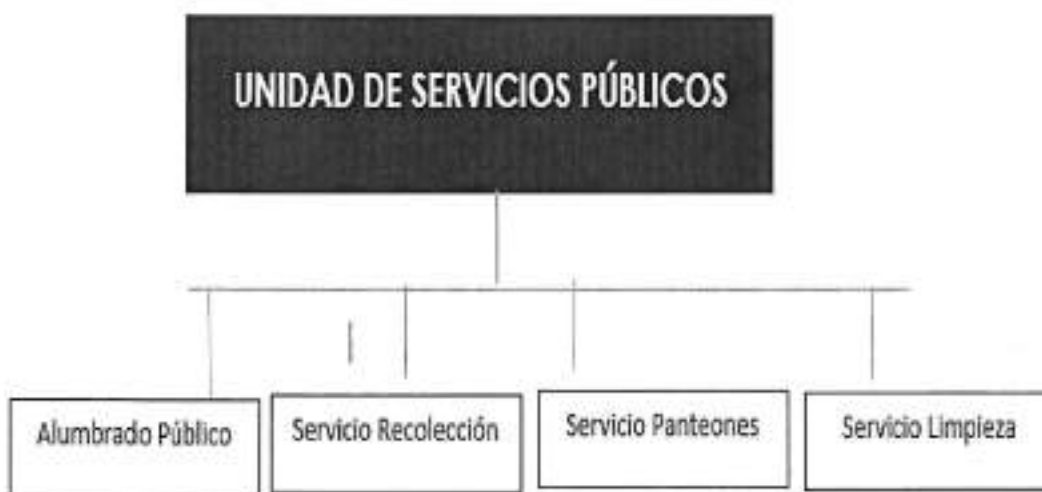 UNIDAD DE SERVICIOS PÚBLICOS
Alumbrado Público
Servicio Recolección
Servicio Panteones
Servicio Limpieza